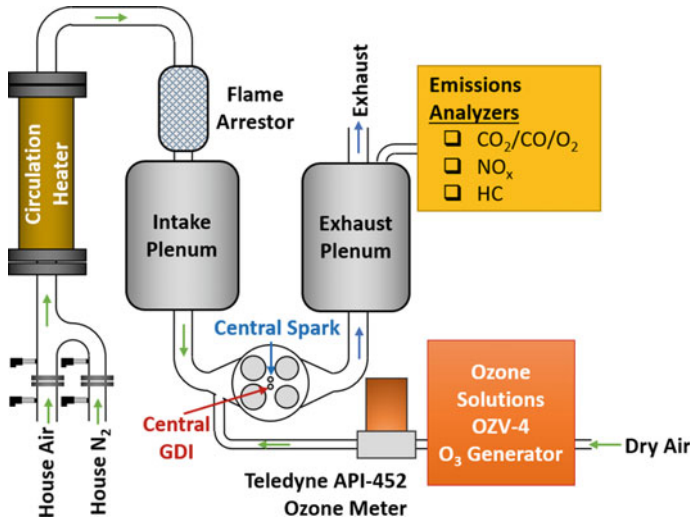 Circulation
Heater
Flame
Arrestor
Exhaust
Emissions
Analyzers
❑ CO₂/CO/O₂
❑ NOₓ
❑ HC
Intake
Plenum
Exhaust
Plenum
Central Spark
Central
GDI
House Air
House N₂
Ozone
Solutions
OZV-4
O₃ Generator
Dry Air
Teledyne API-452
Ozone Meter